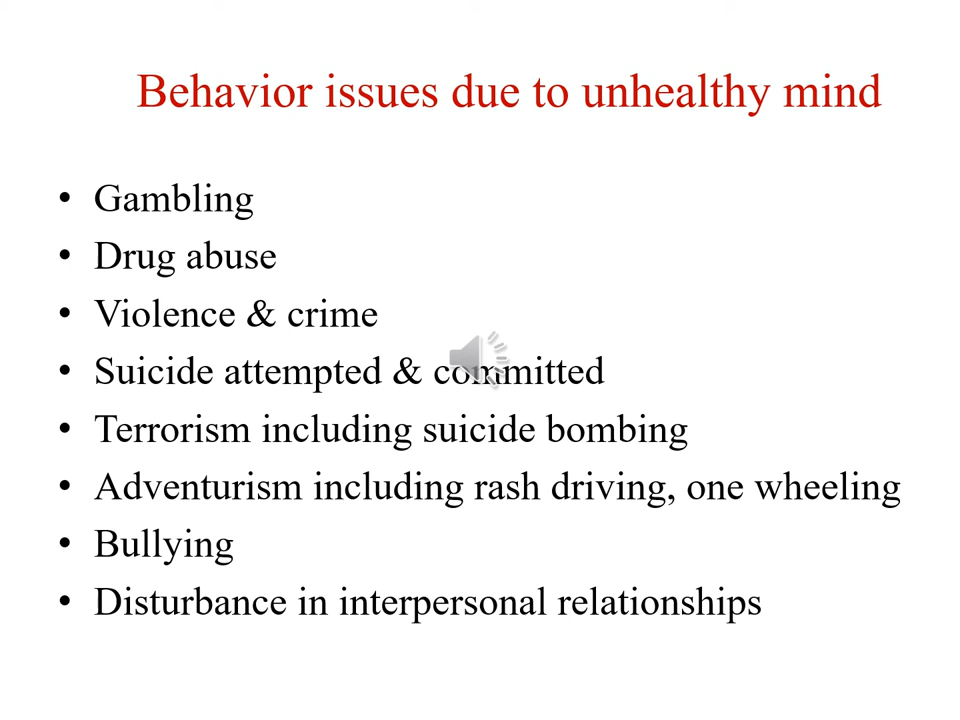 Behavior issues due to unhealthy mind
• Gambling
• Drug abuse
• Violence & crime
• Suicide attempted & committed
• Terrorism including suicide bombing
• Adventurism including rash driving, one wheeling
• Bullying
• Disturbance in interpersonal relationships